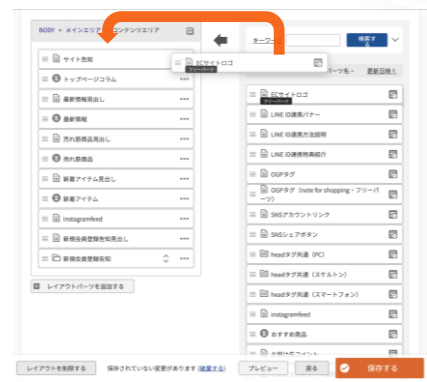 BODY > メインエリア > コンテンツエリア
サイト告知
トップページコラム
最新情報見出し
最新情報
売れ筋商品見出し
売れ筋商品
新着アイテム見出し
新着アイテム
instagramfeed
新規会員登録告知見出し
新規会員登録告知
レイアウトパーツを追加する
ECサイトロゴ
フリーパーツ
キーワード
検索する
パーツ名-
更新日時↓
ECサイトロゴ
フリーパーツ
LINE ID連携バナー
LINE ID連携方法説明
LINE ID連携特典紹介
OGPタグ
OGPタグ（note for shopping・フリーパーツ）
SNSアカウントリンク
SNSシェアボタン
headタグ共通（PC）
headタグ共通（スケルトン）
headタグ共通（スマートフォン）
instagramfeed
おすすめ商品
レイアウトを削除する
保存されていない変更があります (破棄する)
プレビュー
戻る
保存する